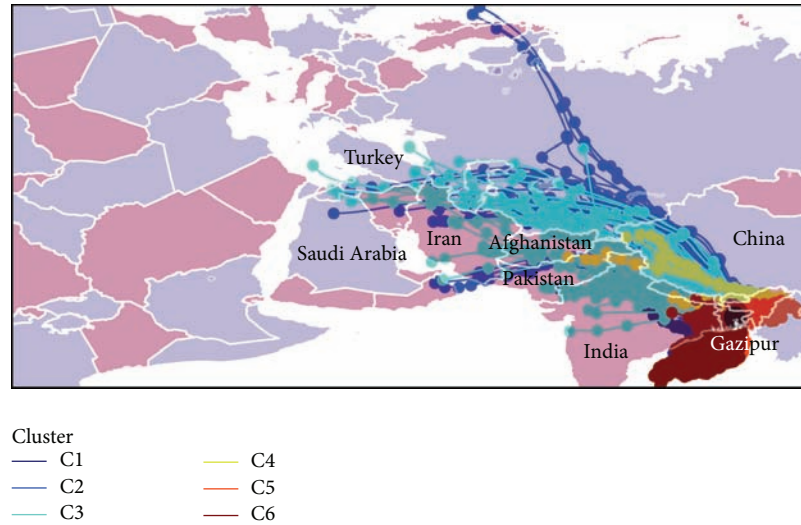 Turkey
Saudi Arabia
Iran
Afghanistan
China
Pakistan
India
Gazipur
Cluster
C1
C2
C3
C4
C5
C6